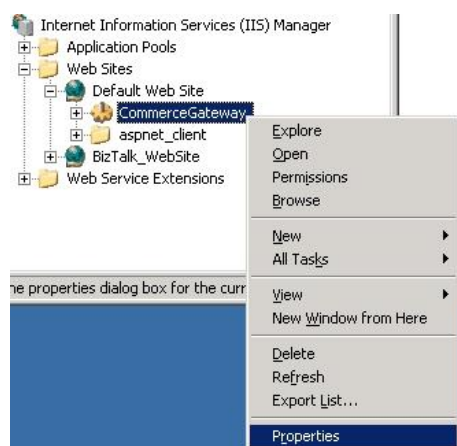 Internet Information Services (IIS) Manager
Application Pools
Web Sites
Default Web Site
CommerceGateway
aspnet_client
BizTalk_WebSite
Web Service Extensions
Explore
Open
Permissions
Browse
New
All Tasks
View
New Window from Here
Delete
Refresh
Export List...
Properties
he properties dialog box for the curr